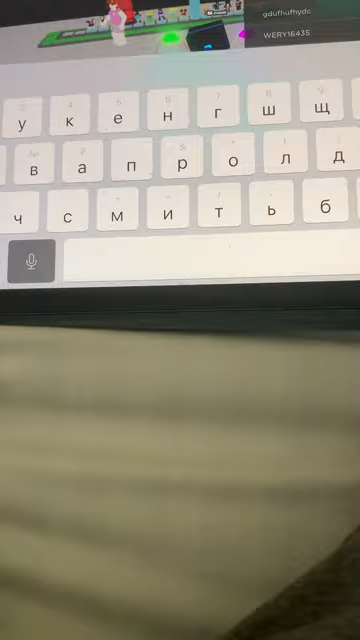 gdufhufhydc
WERY16435
у к е н г ш щ
в а п р о л д
ч с м и т ь б